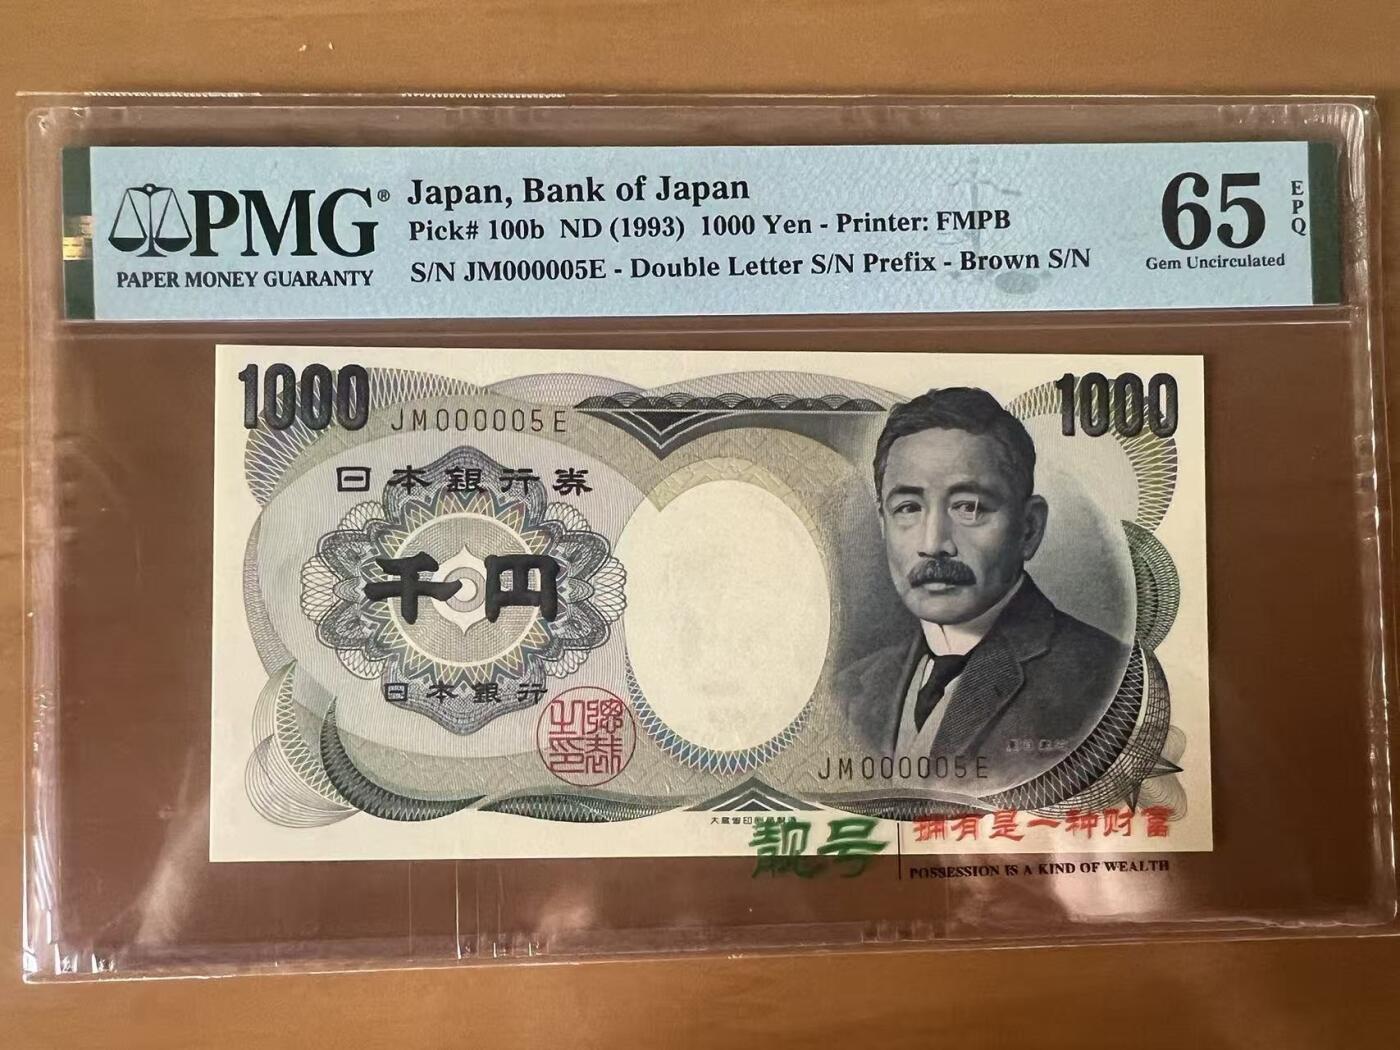 PMG®
PAPER MONEY GUARANTY
Japan, Bank of Japan
Pick# 100b ND (1993) 1000 Yen - Printer: FMPB
S/N JM000005E - Double Letter S/N Prefix - Brown S/N
65
EPQ
Gem Uncirculated
1000
1000
JM000005E
日本銀行券
千円
日本銀行
JM000005E
靓号
拥有是一种财富
POSSESSION IS A KIND OF WEALTH